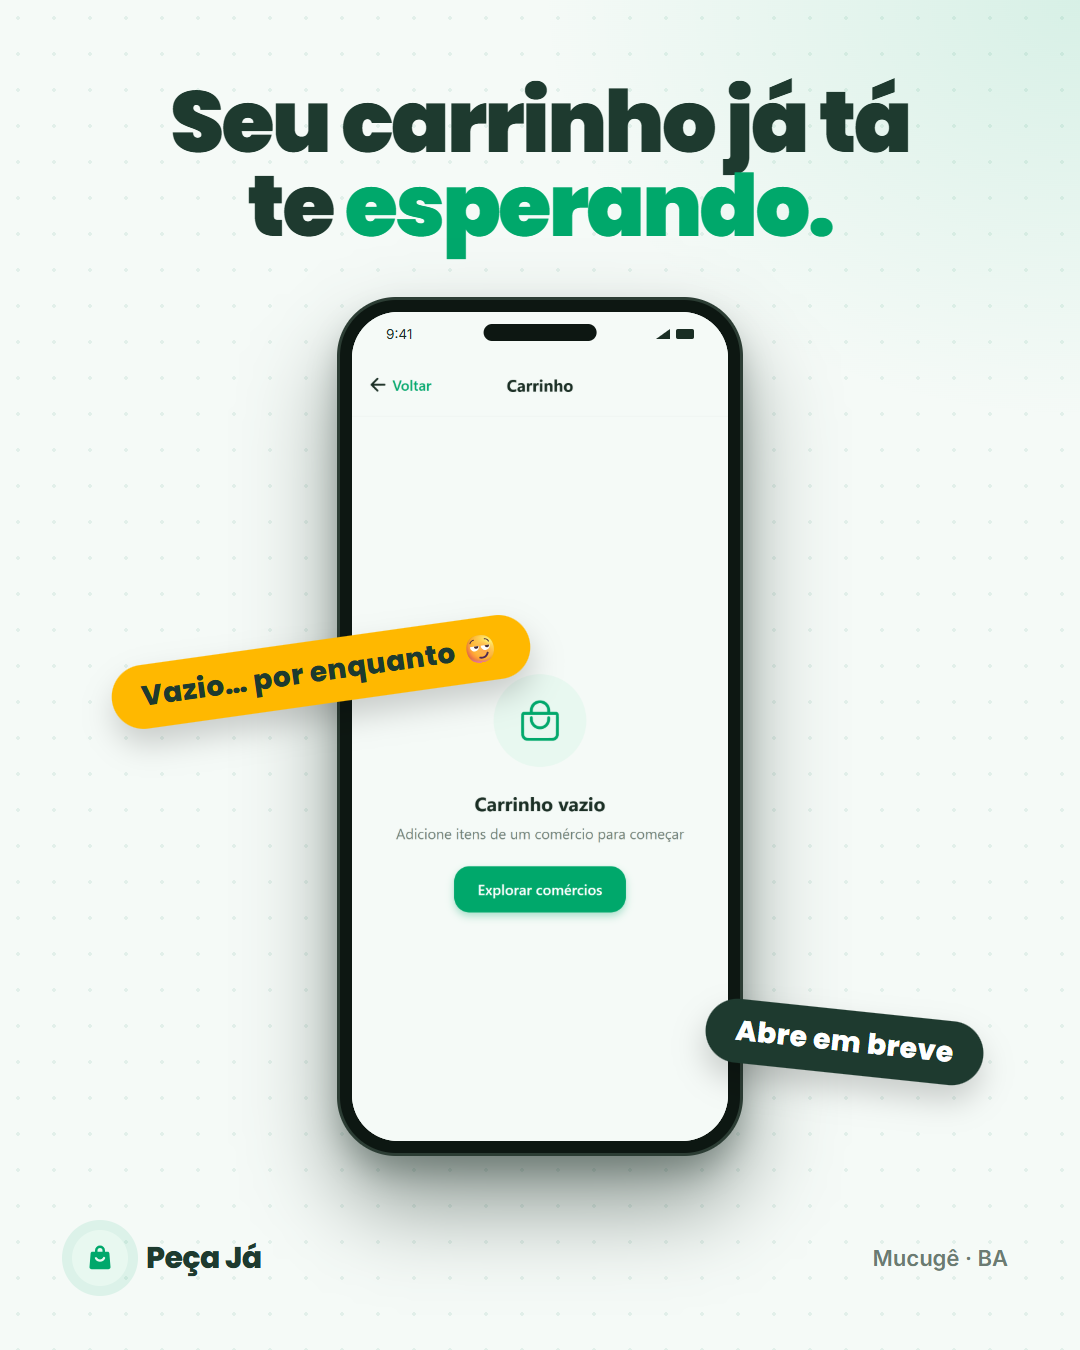 Seu carrinho já tá
te esperando.
9:41
Voltar
Carrinho
Vazio... por enquanto 😏
Carrinho vazio
Adicione itens de um comércio para começar
Explorar comércios
Abre em breve
Peça Já
Mucugê · BA